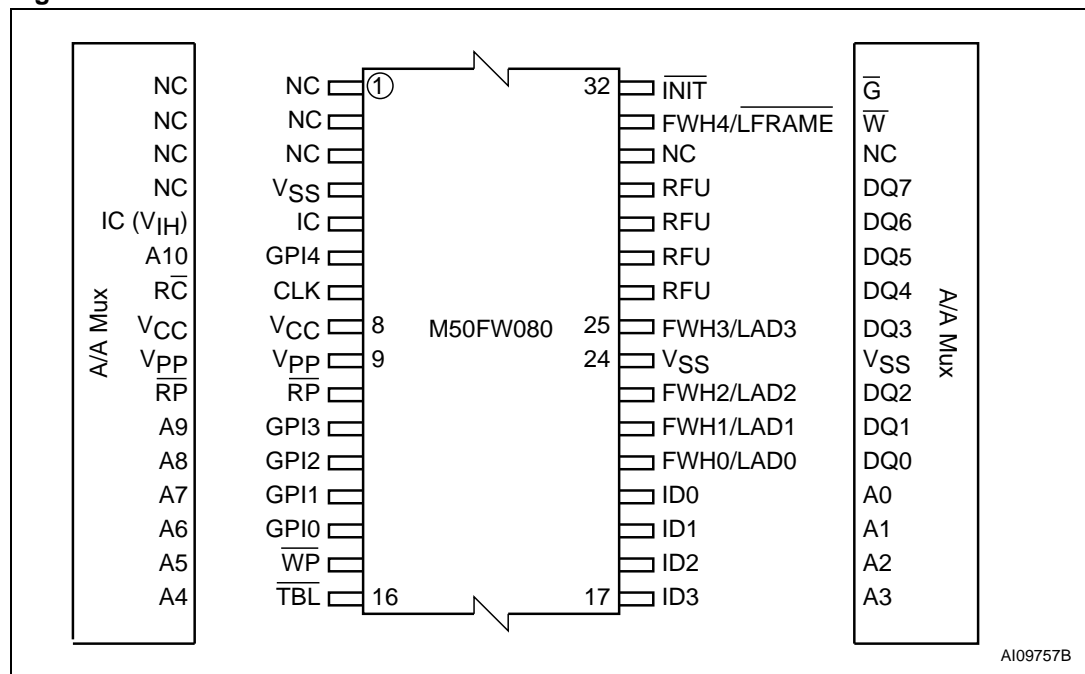 NC NC 1 32 INIT G
NC NC FWH4/LFRAME W
NC NC NC NC
NC VSS RFU DQ7
IC (VIH) IC RFU DQ6
A10 GPI4 RFU DQ5
RC CLK RFU DQ4
VCC VCC 8 M50FW080 25 FWH3/LAD3 DQ3
VPP VPP 9 24 VSS VSS
RP RP FWH2/LAD2 DQ2
A9 GPI3 FWH1/LAD1 DQ1
A8 GPI2 FWH0/LAD0 DQ0
A7 GPI1 ID0 A0
A6 GPI0 ID1 A1
A5 WP ID2 A2
A4 TBL 16 17 ID3 A3
A/A Mux
A/A Mux
AI09757B